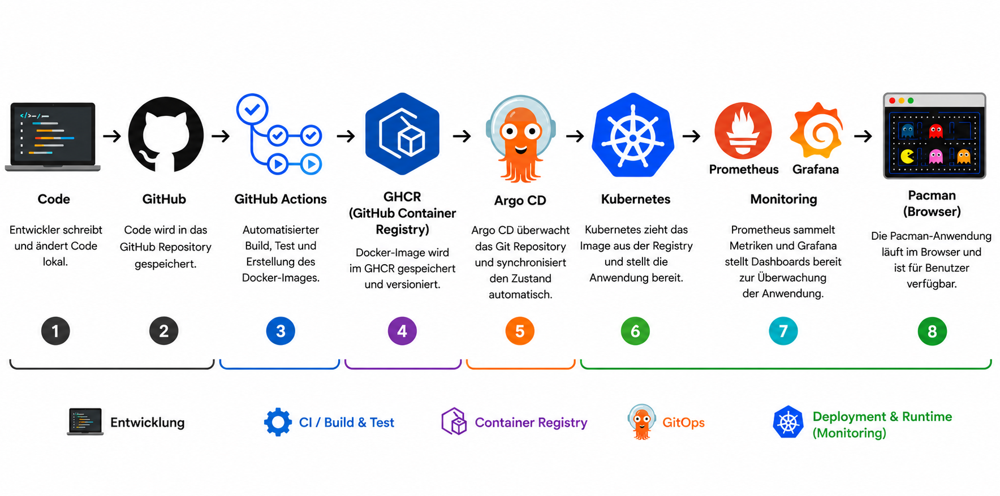 </>
Prometheus
Grafana
Code
Entwickler schreibt
und ändert Code
lokal.
GitHub
Code wird in das
GitHub Repository
gespeichert.
GitHub Actions
Automatisierter
Build, Test und
Erstellung des
Docker-Images.
GHCR
(GitHub Container
Registry)
Docker-Image wird
im GHCR gespeichert
und versioniert.
Argo CD
Argo CD überwacht
das Git Repository
und synchronisiert
den Zustand
automatisch.
Kubernetes
Kubernetes zieht das
Image aus der Registry
und stellt die
Anwendung bereit.
Monitoring
Prometheus sammelt
Metriken und Grafana
stellt Dashboards bereit
zur Überwachung
der Anwendung.
Pacman
(Browser)
Die Pacman-Anwendung
läuft im Browser und
ist für Benutzer
verfügbar.
1
2
3
4
5
6
7
8
Entwicklung
CI / Build & Test
Container Registry
GitOps
Deployment & Runtime
(Monitoring)